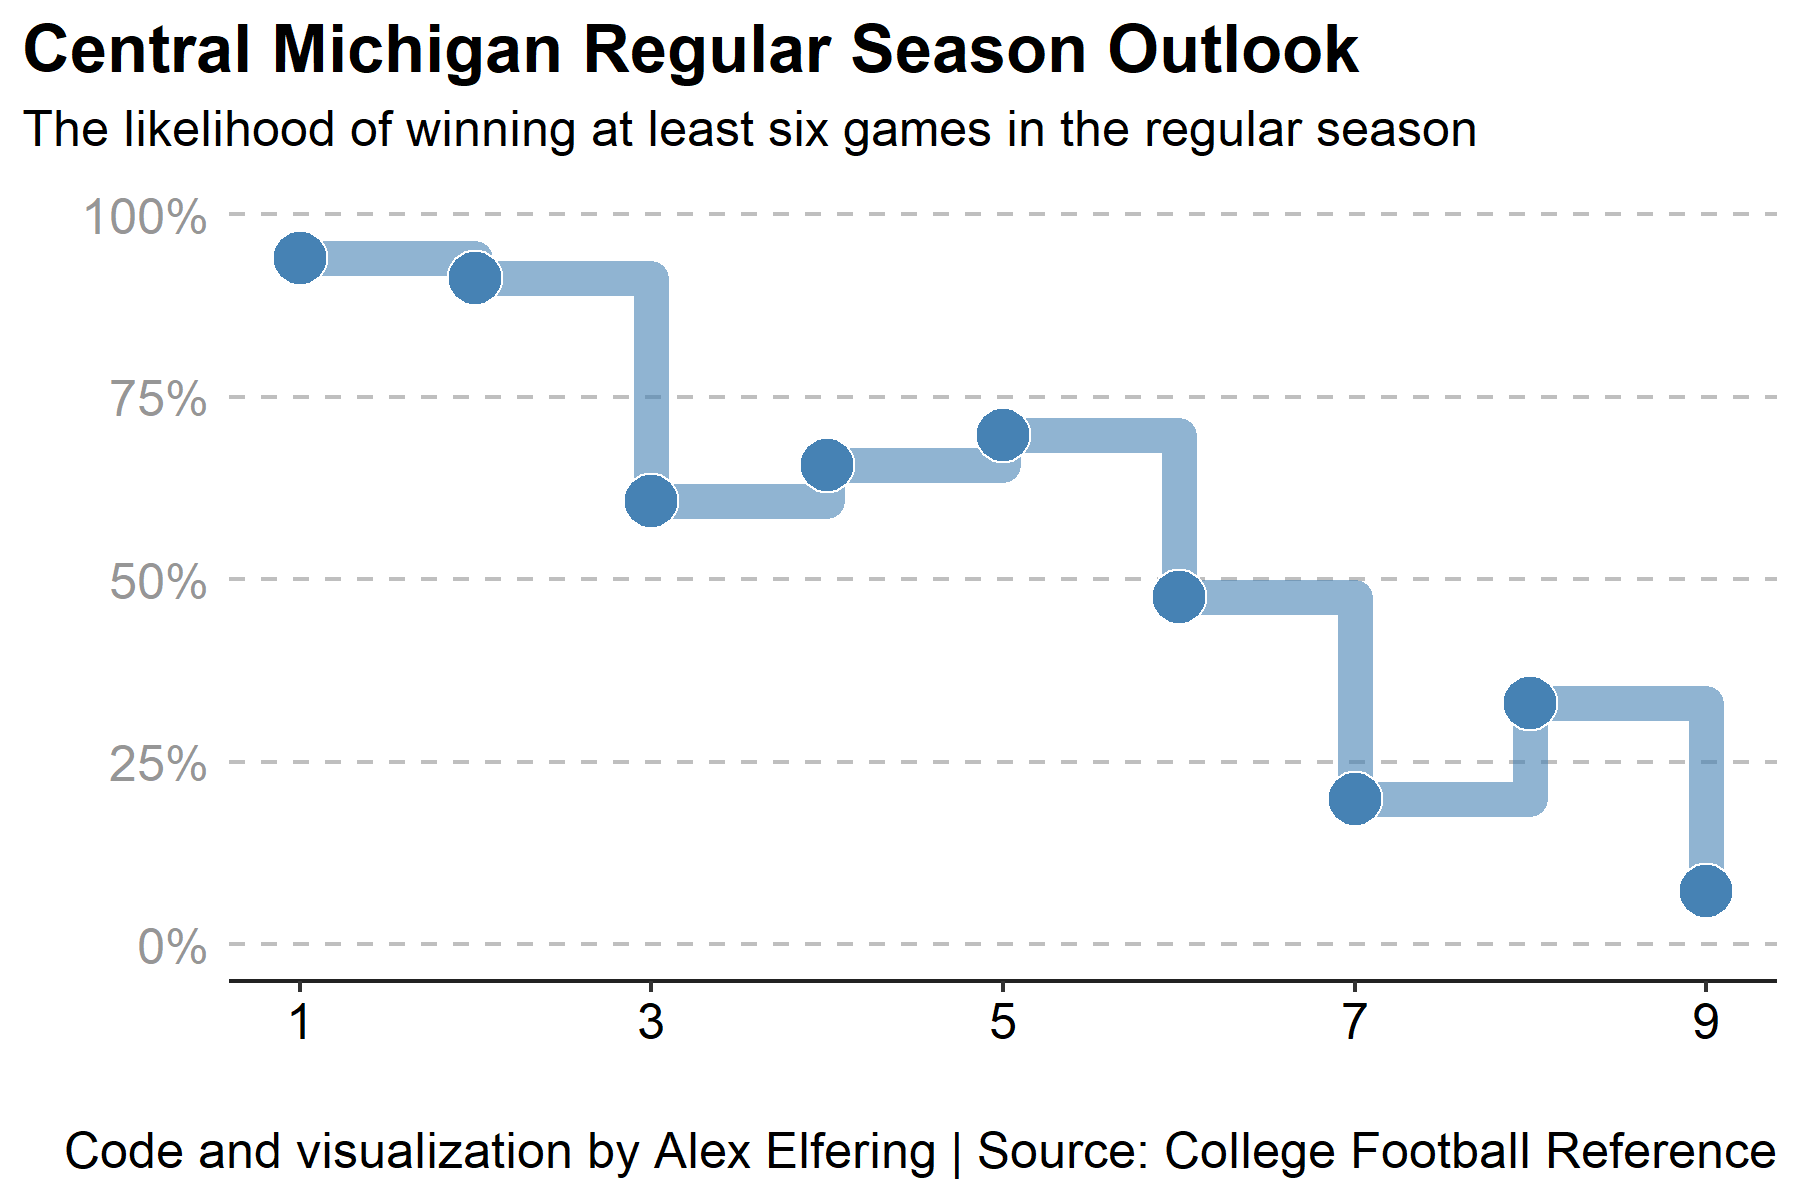 Central Michigan Regular Season Outlook
The likelihood of winning at least six games in the regular season
100%
75%
50%
25%
0%
1 3 5 7 9
Code and visualization by Alex Elfering | Source: College Football Reference